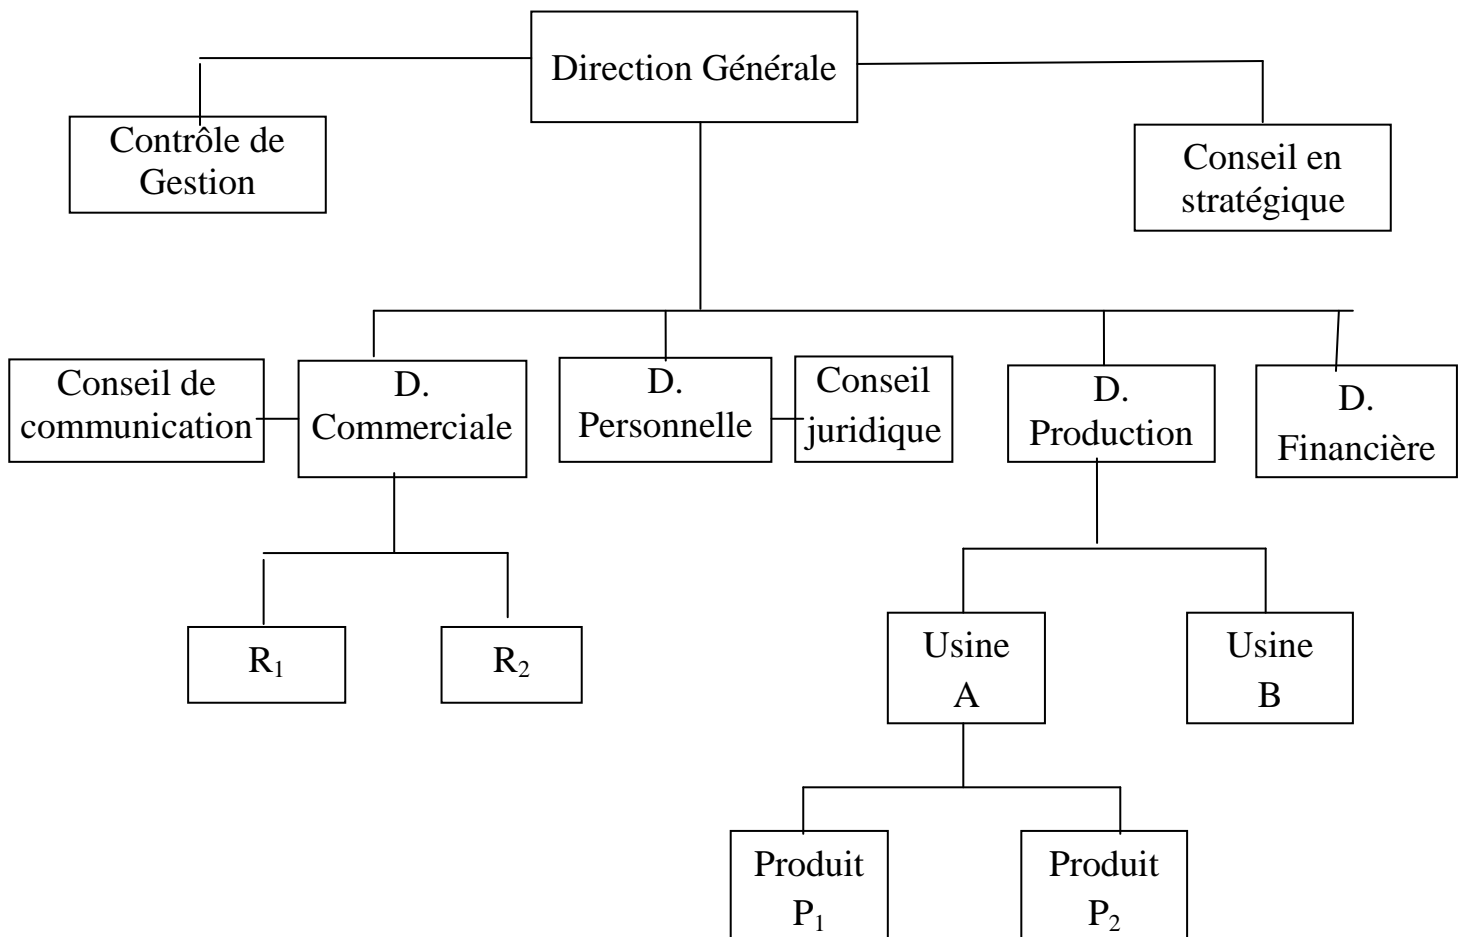 Direction Générale
Contrôle de
Gestion
Conseil en
stratégique
Conseil de
communication
D.
Commerciale
D.
Personnelle
Conseil
juridique
D.
Production
D.
Financière
R₁
R₂
Usine
A
Usine
B
Produit
P₁
Produit
P₂